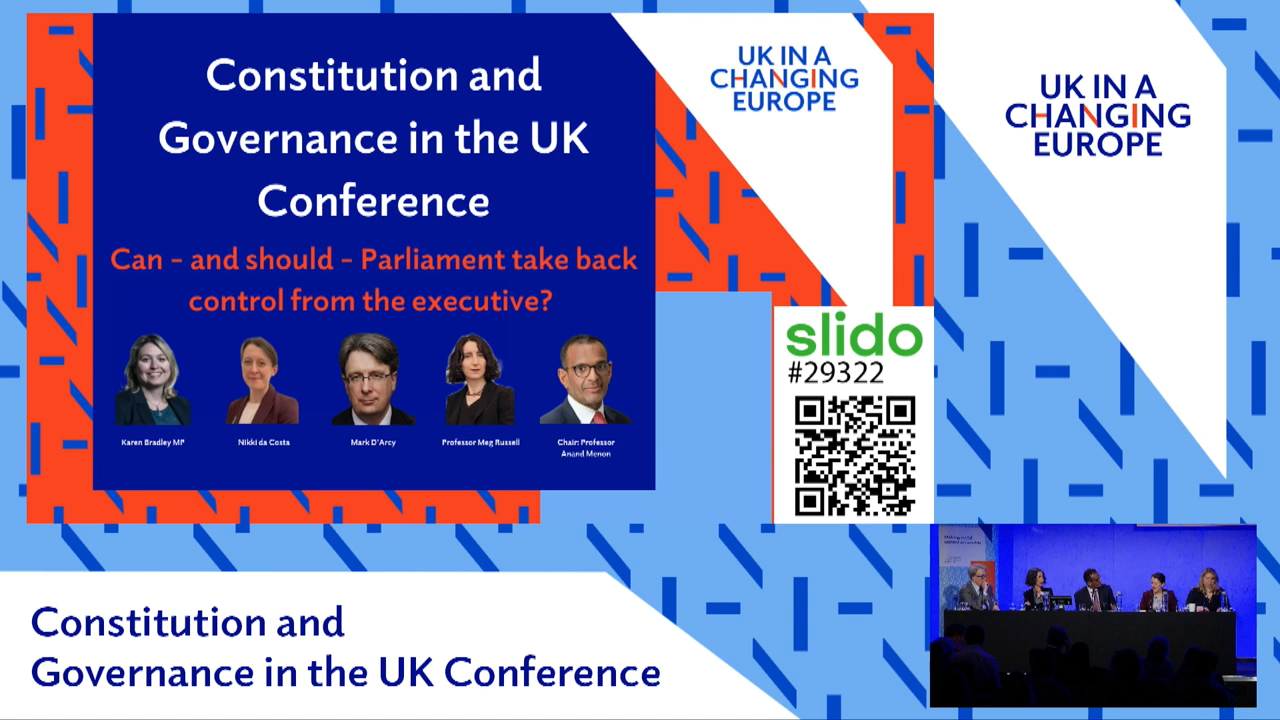 Constitution and
Governance in the UK
Conference
Can – and should – Parliament take back
control from the executive?
Karen Bradley MP
Nikki da Costa
Mark D'Arcy
Professor Meg Russell
Chair: Professor
Anand Menon
UK IN A
CHANGING
EUROPE
slido
#29322
UK IN A
CHANGING
EUROPE
Constitution and
Governance in the UK Conference